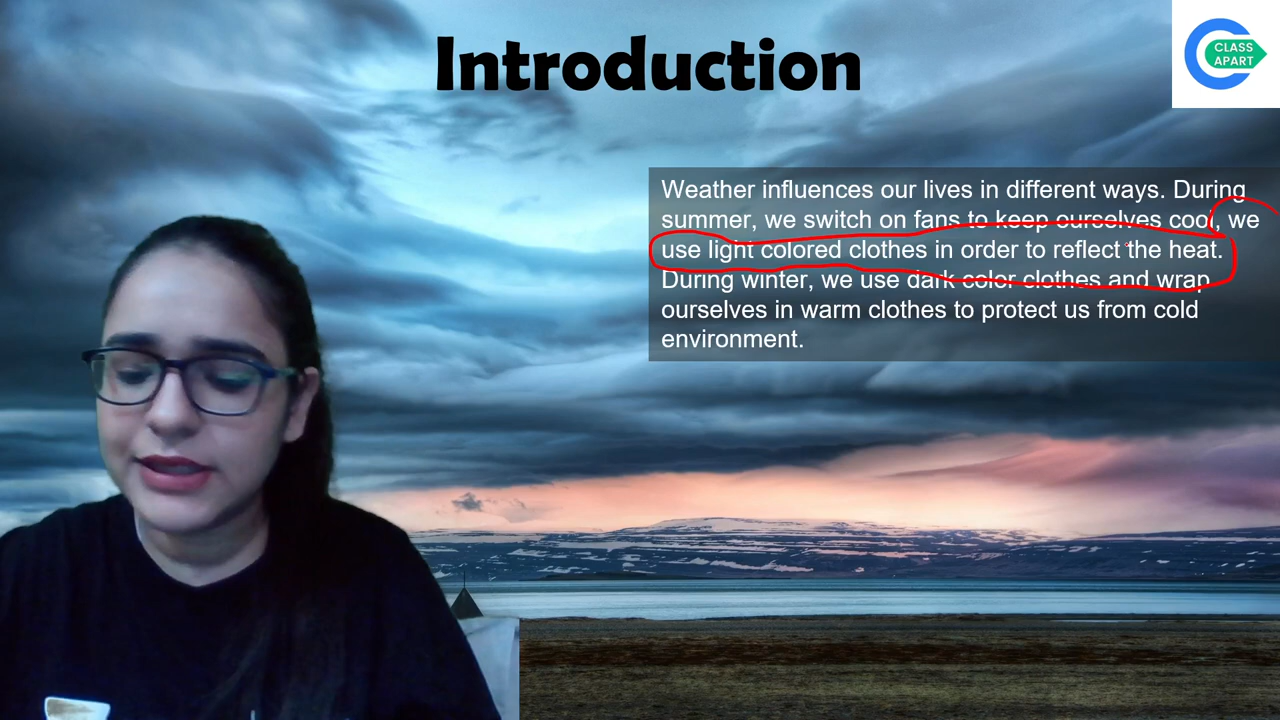 Introduction
CLASS
APART
Weather influences our lives in different ways. During
summer, we switch on fans to keep ourselves cool, we
use light colored clothes in order to reflect the heat.
During winter, we use dark color clothes and wrap
ourselves in warm clothes to protect us from cold
environment.